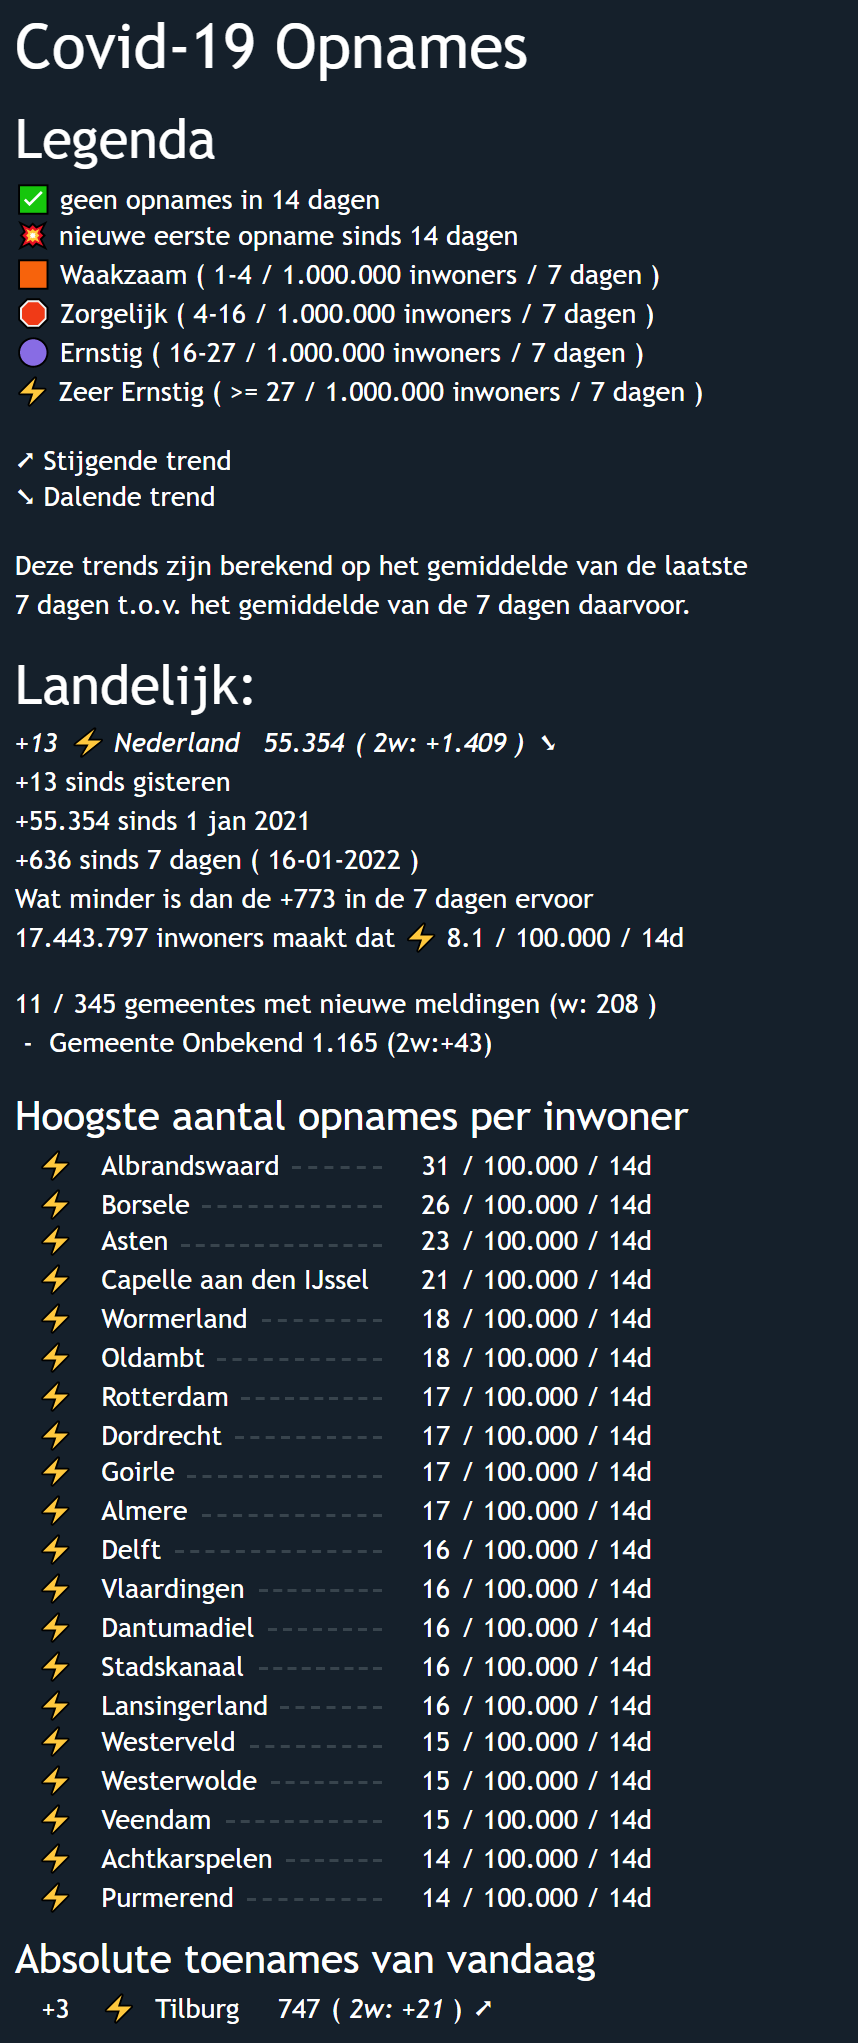 Covid-19 Opnames
Legenda
✅ geen opnames in 14 dagen
💥 nieuwe eerste opname sinds 14 dagen
🟧 Waakzaam ( 1-4 / 1.000.000 inwoners / 7 dagen )
🛑 Zorgelijk ( 4-16 / 1.000.000 inwoners / 7 dagen )
🟣 Ernstig ( 16-27 / 1.000.000 inwoners / 7 dagen )
⚡ Zeer Ernstig ( >= 27 / 1.000.000 inwoners / 7 dagen )
➚ Stijgende trend
➘ Dalende trend
Deze trends zijn berekend op het gemiddelde van de laatste
7 dagen t.o.v. het gemiddelde van de 7 dagen daarvoor.
Landelijk:
+13 ⚡ Nederland 55.354 ( 2w: +1.409 ) ➘
+13 sinds gisteren
+55.354 sinds 1 jan 2021
+636 sinds 7 dagen ( 16-01-2022 )
Wat minder is dan de +773 in de 7 dagen ervoor
17.443.797 inwoners maakt dat ⚡ 8.1 / 100.000 / 14d
11 / 345 gemeentes met nieuwe meldingen (w: 208 )
- Gemeente Onbekend 1.165 (2w:+43)
Hoogste aantal opnames per inwoner
⚡ Albrandswaard ------ 31 / 100.000 / 14d
⚡ Borsele ------------ 26 / 100.000 / 14d
⚡ Asten -------------- 23 / 100.000 / 14d
⚡ Capelle aan den IJssel 21 / 100.000 / 14d
⚡ Wormerland -------- 18 / 100.000 / 14d
⚡ Oldambt ----------- 18 / 100.000 / 14d
⚡ Rotterdam ---------- 17 / 100.000 / 14d
⚡ Dordrecht ---------- 17 / 100.000 / 14d
⚡ Goirle ------------- 17 / 100.000 / 14d
⚡ Almere ------------ 17 / 100.000 / 14d
⚡ Delft -------------- 16 / 100.000 / 14d
⚡ Vlaardingen -------- 16 / 100.000 / 14d
⚡ Dantumadiel -------- 16 / 100.000 / 14d
⚡ Stadskanaal -------- 16 / 100.000 / 14d
⚡ Lansingerland ------- 16 / 100.000 / 14d
⚡ Westerveld --------- 15 / 100.000 / 14d
⚡ Westerwolde -------- 15 / 100.000 / 14d
⚡ Veendam ----------- 15 / 100.000 / 14d
⚡ Achtkarspelen ------- 14 / 100.000 / 14d
⚡ Purmerend --------- 14 / 100.000 / 14d
Absolute toenames van vandaag
+3 ⚡ Tilburg 747 ( 2w: +21 ) ➚